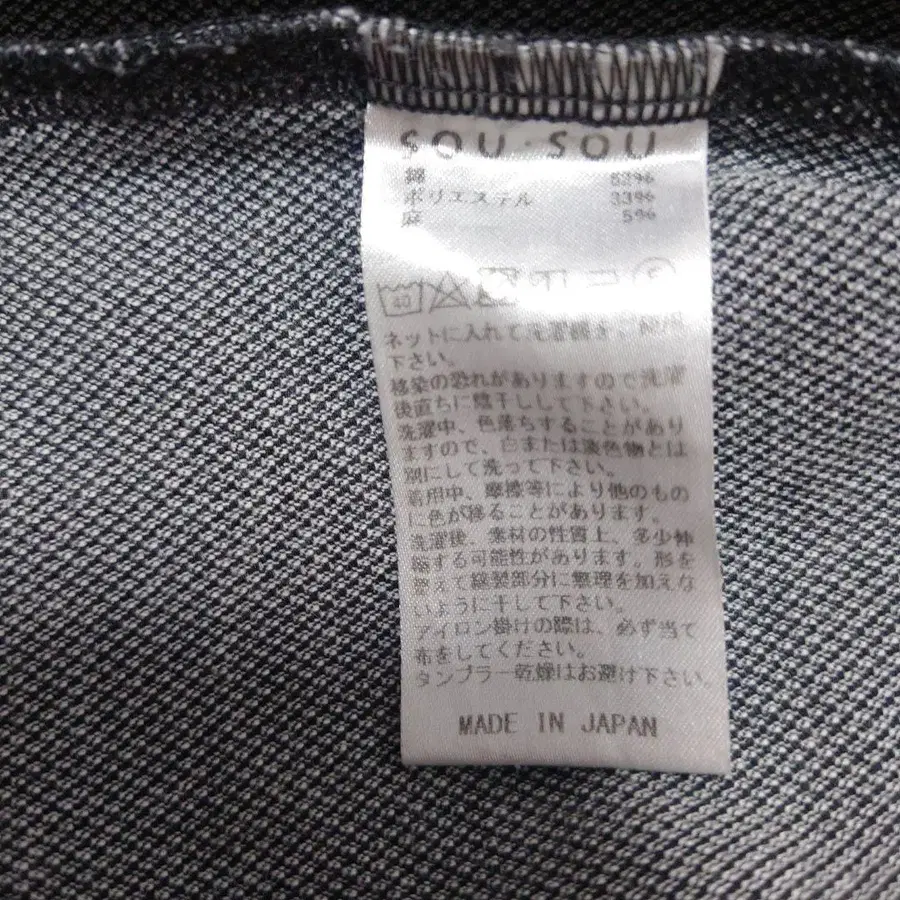 SOU・SOU
綿 62%
ポリエステル 33%
麻 5%
40
ネットに入れて洗濯機をご使用
下さい。
移染の恐れがありますので洗濯
後直ちに陰干しして下さい。
洗濯中、色落ちすることがあり
ますので、白または淡色物とは
別にして洗って下さい。
着用中、摩擦等により他のもの
に色が移ることがあります。
洗濯後、素材の性質上、多少伸
縮する可能性があります。形を
整えて縫製部分に無理を加えな
いように干して下さい。
アイロン掛けの際は、必ず当て
布をしてください。
タンブラー乾燥はお避け下さい。
MADE IN JAPAN